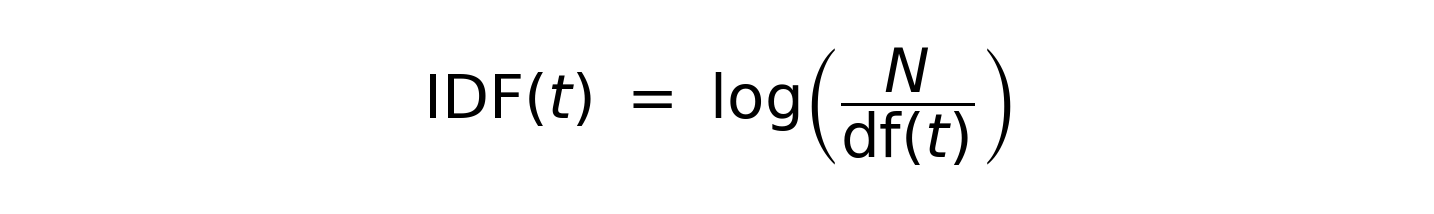 IDF(t) = log(N/df(t))